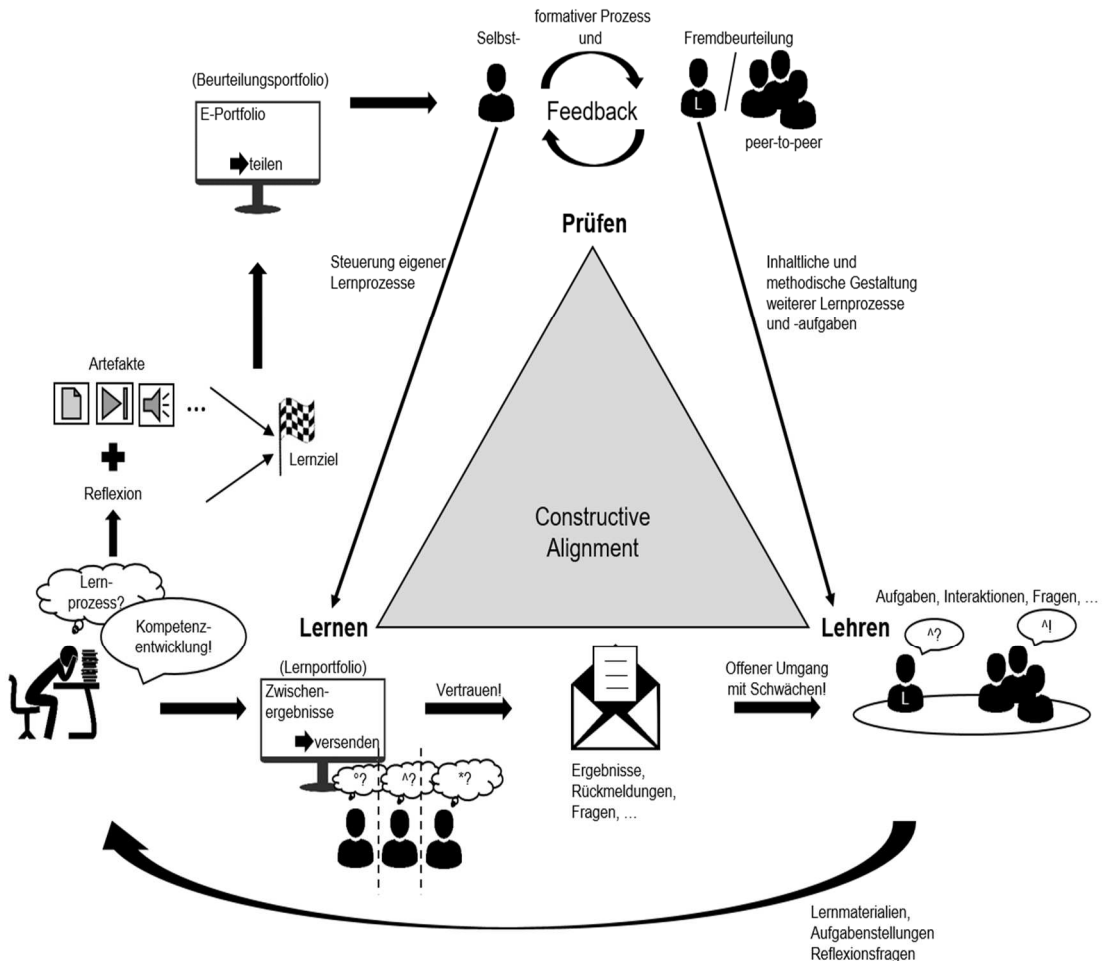 formativer Prozess
Selbst-
und
Fremdbeurteilung
(Beurteilungsportfolio)
E-Portfolio
teilen
Feedback
L
peer-to-peer
Prüfen
Steuerung eigener
Lernprozesse
Inhaltliche und
methodische Gestaltung
weiterer Lernprozesse
und -aufgaben
Artefakte
...
Lernziel
Reflexion
Constructive
Alignment
Lern-
prozess?
Kompetenz-
entwicklung!
Lernen
Lehren
Aufgaben, Interaktionen, Fragen, ...
^?
^!
L
(Lernportfolio)
Zwischen-
ergebnisse
versenden
Vertrauen!
Offener Umgang
mit Schwächen!
°?
^?
*?
Ergebnisse,
Rückmeldungen,
Fragen, ...
Lernmaterialien,
Aufgabenstellungen
Reflexionsfragen